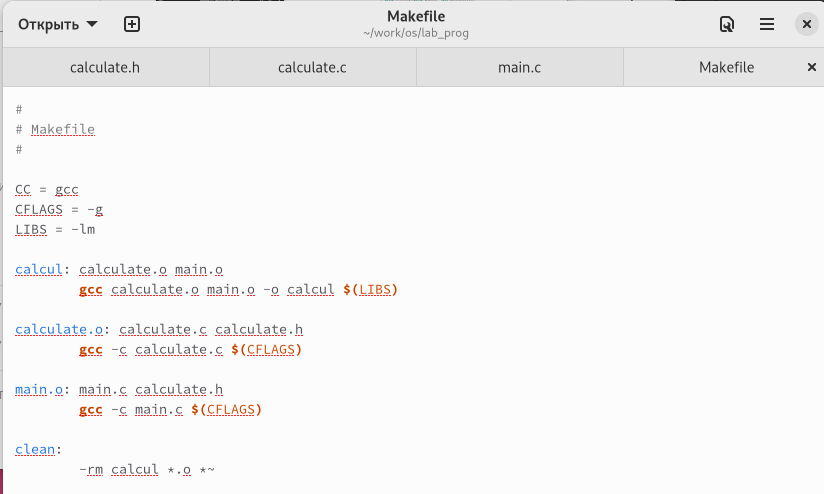 Открыть
Makefile
~/work/os/lab_prog
calculate.h
calculate.c
main.c
Makefile
#
# Makefile
#
CC = gcc
CFLAGS = -g
LIBS = -lm
calcul: calculate.o main.o
gcc calculate.o main.o -o calcul $(LIBS)
calculate.o: calculate.c calculate.h
gcc -c calculate.c $(CFLAGS)
main.o: main.c calculate.h
gcc -c main.c $(CFLAGS)
clean:
-rm calcul *.o *~